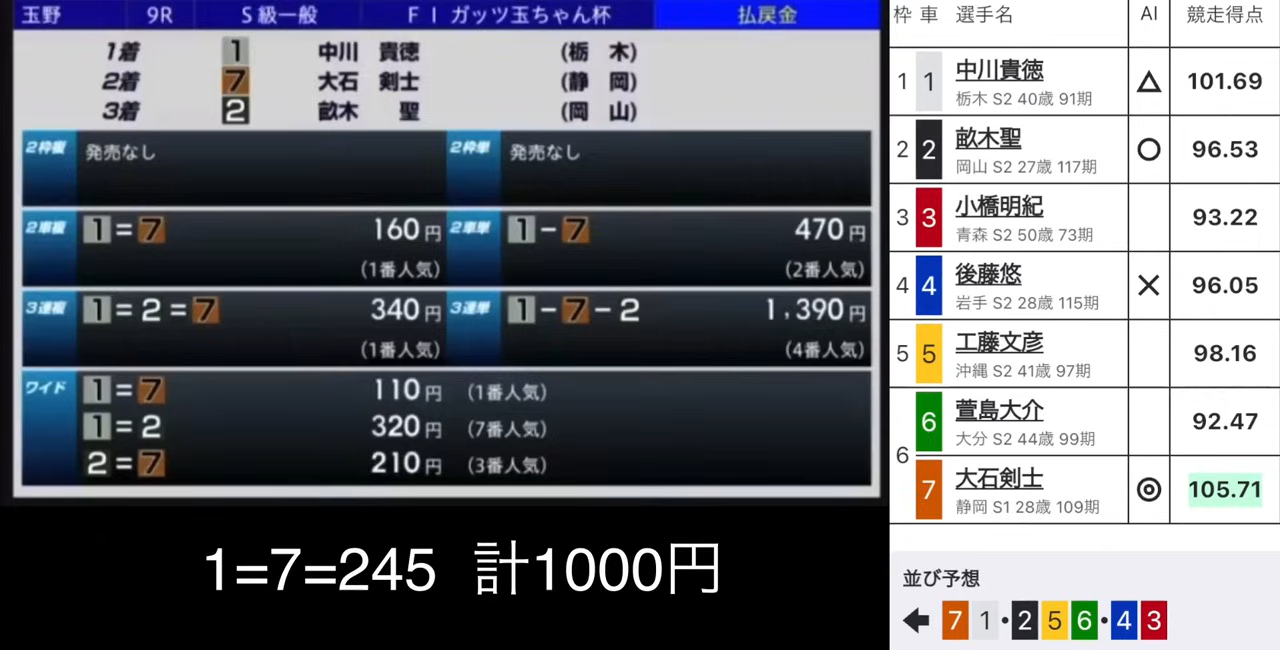 玉野 9R S級一般 FⅠ ガッツ玉ちゃん杯 払戻金
1着 1 中川 貴徳 (栃 木)
2着 7 大石 剣士 (静 岡)
3着 2 畝木 聖 (岡 山)
2枠複 発売なし 2枠単 発売なし
2車複 1=7 160円 2車単 1-7 470円
(1番人気) (2番人気)
3連複 1=2=7 340円 3連単 1-7-2 1,390円
(1番人気) (4番人気)
ワイド 1=7 110円 (1番人気)
1=2 320円 (7番人気)
2=7 210円 (3番人気)
1=7=245 計1000円
枠 車 選手名 AI 競走得点
1 1 中川貴徳 △ 101.69
栃木 S2 40歳 91期
2 2 畝木聖 ○ 96.53
岡山 S2 27歳 117期
3 3 小橋明紀 93.22
青森 S2 50歳 73期
4 4 後藤悠 × 96.05
岩手 S2 28歳 115期
5 5 工藤文彦 98.16
沖縄 S2 41歳 97期
6 6 萱島大介 92.47
大分 S2 44歳 99期
7 大石剣士 ◎ 105.71
静岡 S1 28歳 109期
並び予想
← 7 1・2 5 6・4 3